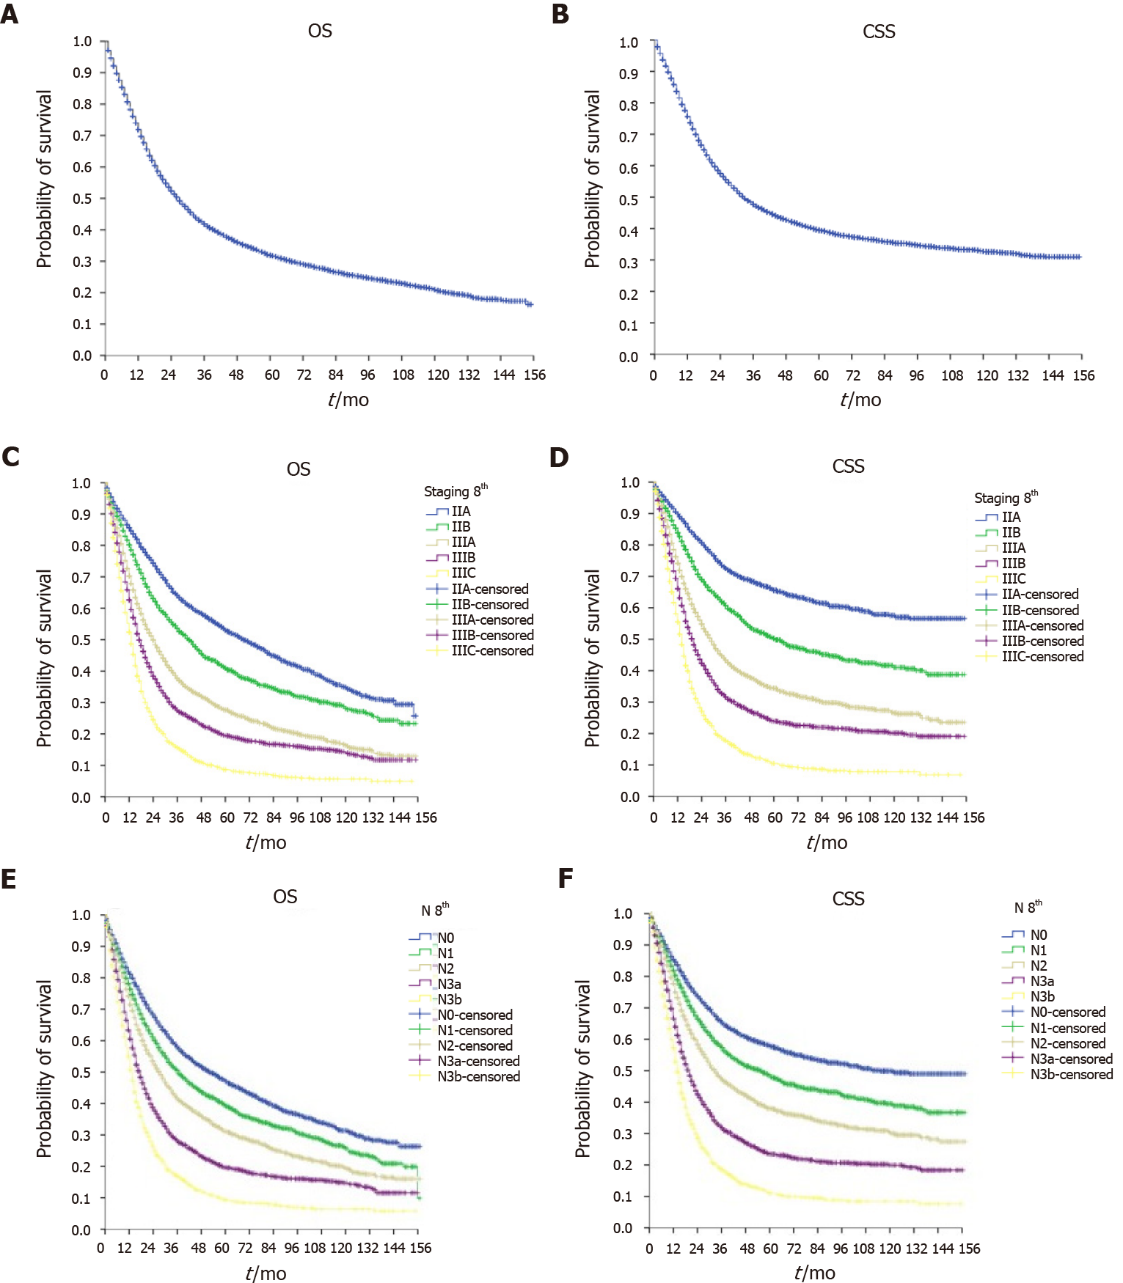 A
OS
Probability of survival
1.0
0.9
0.8
0.7
0.6
0.5
0.4
0.3
0.2
0.1
0.0
0 12 24 36 48 60 72 84 96 108 120 132 144 156
t/mo
B
CSS
Probability of survival
1.0
0.9
0.8
0.7
0.6
0.5
0.4
0.3
0.2
0.1
0.0
0 12 24 36 48 60 72 84 96 108 120 132 144 156
t/mo
C
OS
Probability of survival
1.0
0.9
0.8
0.7
0.6
0.5
0.4
0.3
0.2
0.1
0.0
0 12 24 36 48 60 72 84 96 108 120 132 144 156
t/mo
Staging 8th
IIA
IIB
IIIA
IIIB
IIIC
IIA-censored
IIB-censored
IIIA-censored
IIIB-censored
IIIC-censored
D
CSS
Probability of survival
1.0
0.9
0.8
0.7
0.6
0.5
0.4
0.3
0.2
0.1
0.0
0 12 24 36 48 60 72 84 96 108 120 132 144 156
t/mo
Staging 8th
IIA
IIB
IIIA
IIIB
IIIC
IIA-censored
IIB-censored
IIIA-censored
IIIB-censored
IIIC-censored
E
OS
Probability of survival
1.0
0.9
0.8
0.7
0.6
0.5
0.4
0.3
0.2
0.1
0.0
0 12 24 36 48 60 72 84 96 108 120 132 144 156
t/mo
N 8th
N0
N1
N2
N3a
N3b
N0-censored
N1-censored
N2-censored
N3a-censored
N3b-censored
F
CSS
Probability of survival
1.0
0.9
0.8
0.7
0.6
0.5
0.4
0.3
0.2
0.1
0.0
0 12 24 36 48 60 72 84 96 108 120 132 144 156
t/mo
N 8th
N0
N1
N2
N3a
N3b
N0-censored
N1-censored
N2-censored
N3a-censored
N3b-censored